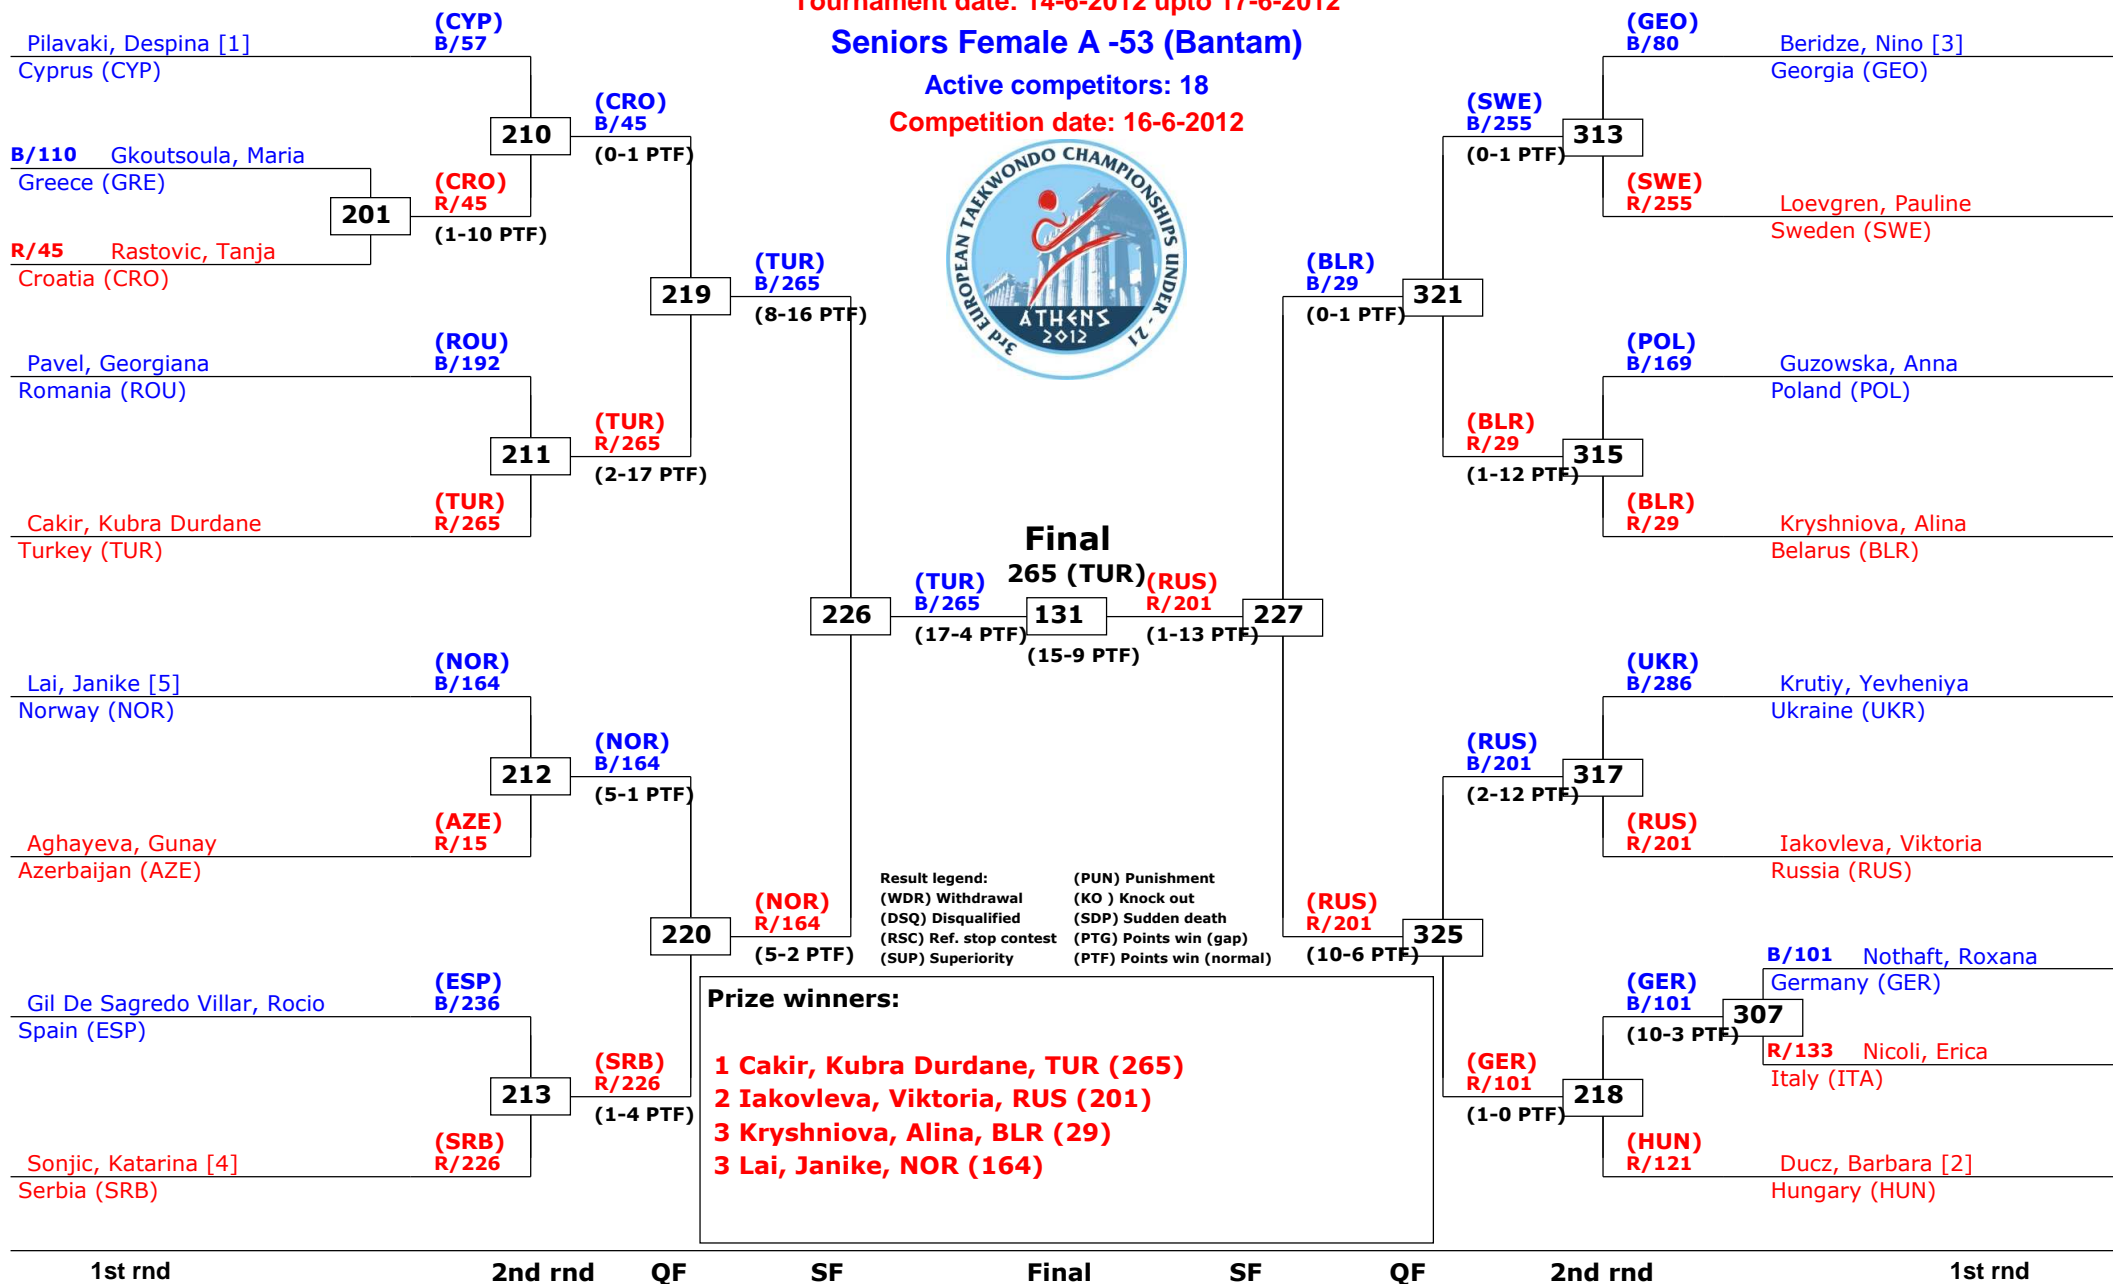 Tournament date: 14-6-2012 upto 17-6-2012
Seniors Female A -53 (Bantam)
Active competitors: 18
Competition date: 16-6-2012
3rd EUROPEAN TAEKWONDO CHAMPIONSHIPS UNDER - 21
ATHENS
2012
(CYP)
Pilavaki, Despina [1] B/57
Cyprus (CYP)
(CRO)
B/45
210
(0-1 PTF)
B/110 Gkoutsoula, Maria
Greece (GRE)
201
(CRO)
R/45
(1-10 PTF)
R/45 Rastovic, Tanja
Croatia (CRO)
219
(TUR)
B/265
(8-16 PTF)
(ROU)
Pavel, Georgiana B/192
Romania (ROU)
211
(TUR)
R/265
(2-17 PTF)
(TUR)
Cakir, Kubra Durdane R/265
Turkey (TUR)
226
(TUR)
B/265
(17-4 PTF)
Final
265 (TUR)
131
(15-9 PTF)
(RUS)
R/201
(1-13 PTF)
227
(NOR)
Lai, Janike [5] B/164
Norway (NOR)
212
(NOR)
B/164
(5-1 PTF)
(AZE)
Aghayeva, Gunay R/15
Azerbaijan (AZE)
220
(NOR)
R/164
(5-2 PTF)
(ESP)
Gil De Sagredo Villar, Rocio B/236
Spain (ESP)
213
(SRB)
R/226
(1-4 PTF)
(SRB)
Sonjic, Katarina [4] R/226
Serbia (SRB)
(GEO)
B/80 Beridze, Nino [3]
Georgia (GEO)
(SWE)
B/255
313
(0-1 PTF)
(SWE)
R/255 Loevgren, Pauline
Sweden (SWE)
(BLR)
B/29
321
(0-1 PTF)
(POL)
B/169 Guzowska, Anna
Poland (POL)
(BLR)
R/29
315
(1-12 PTF)
(BLR)
R/29 Kryshniova, Alina
Belarus (BLR)
(UKR)
B/286 Krutiy, Yevheniya
Ukraine (UKR)
(RUS)
B/201
317
(2-12 PTF)
(RUS)
R/201 Iakovleva, Viktoria
Russia (RUS)
(RUS)
R/201
325
(10-6 PTF)
B/101 Nothaft, Roxana
Germany (GER)
(GER)
B/101
307
(10-3 PTF)
R/133 Nicoli, Erica
Italy (ITA)
(GER)
R/101
218
(1-0 PTF)
(HUN)
R/121 Ducz, Barbara [2]
Hungary (HUN)
Result legend: (PUN) Punishment
(WDR) Withdrawal (KO ) Knock out
(DSQ) Disqualified (SDP) Sudden death
(RSC) Ref. stop contest (PTG) Points win (gap)
(SUP) Superiority (PTF) Points win (normal)
Prize winners:
1 Cakir, Kubra Durdane, TUR (265)
2 Iakovleva, Viktoria, RUS (201)
3 Kryshniova, Alina, BLR (29)
3 Lai, Janike, NOR (164)
1st rnd 2nd rnd QF SF Final SF QF 2nd rnd 1st rnd